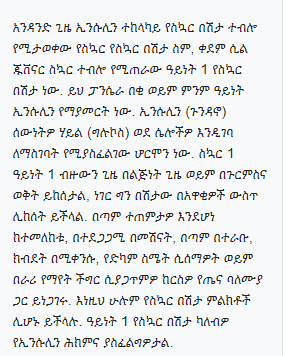 አንዳንድ ጊዜ ኢንሱሊን ተከላካይ የስኳር በሽታ ተብሎ
የሚታወቀው የስኳር የስኳር በሽታ ስም, ቀደም ሲል
ጁቨናር ስኳር ተብሎ የሚጠራው ዓይነት 1 የስኳር
በሽታ ነው. ይህ ፓንሴራ በቂ ወይም ምንም ዓይነት
ኢንሱሊን የማያመርት ነው. ኢንሱሊን (ጉንዳኖ)
ሰውነትዎ ሃይል (ግሉኮስ) ወደ ሴሎችዎ እንዲገባ
ለማስገባት የሚያስፈልገው ሆርሞን ነው. ስኳር 1
ዓይነት 1 ብዙውን ጊዜ በልጅነት ጊዜ ወይም በጉርምስና
ወቅት ይከሰታል, ነገር ግን በሽታው በአዋቂዎች ውስጥ
ሊከሰት ይችላል. በጣም ተጠምታዎ እንደሆነ
ከተመለከቱ, በተደጋጋሚ በመሽናት, በጣም በተራቡ,
ክብደት በሚቀንሱ, የድካም ስሜት ሲሰማዎት ወይም
በራሪ የማየት ችግር ሲያጋጥምዎ ከርስዎ የጤና ባለሙያ
ጋር ይነጋገሩ. እነዚህ ሁሉም የስኳር በሽታ ምልክቶች
ሊሆኑ ይችላሉ. ዓይነት 1 የስኳር በሽታ ካለብዎ
የኢንሱሊን ሕክምና ያስፈልግዎታል.